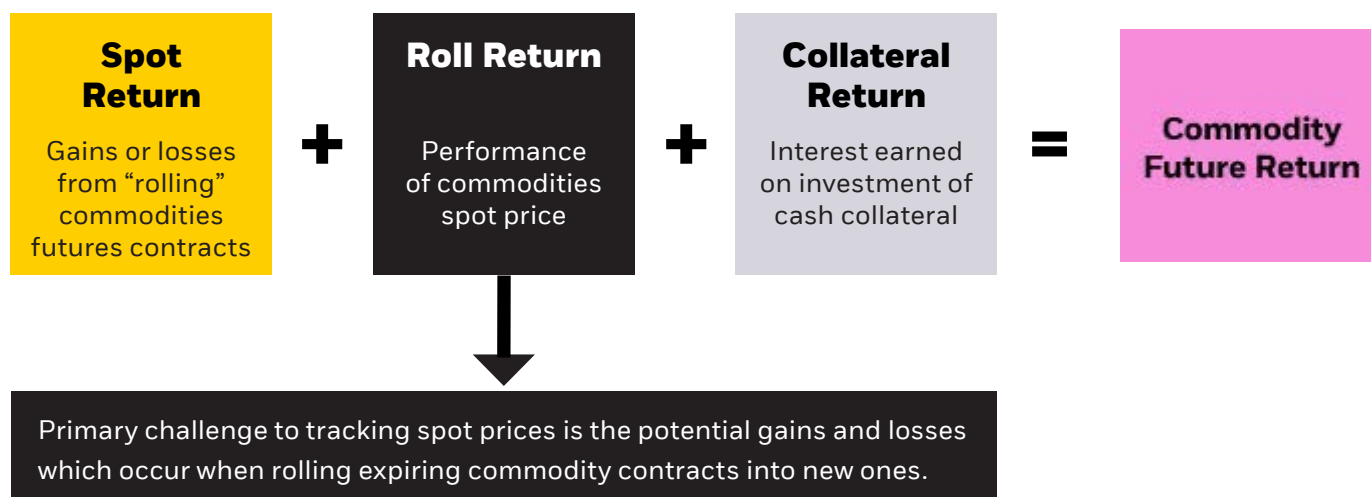 Spot
Return
Gains or losses
from “rolling”
commodities
futures contracts
+
Roll Return
Performance
of commodities
spot price
+
Collateral
Return
Interest earned
on investment of
cash collateral
=
Commodity
Future Return
Primary challenge to tracking spot prices is the potential gains and losses
which occur when rolling expiring commodity contracts into new ones.